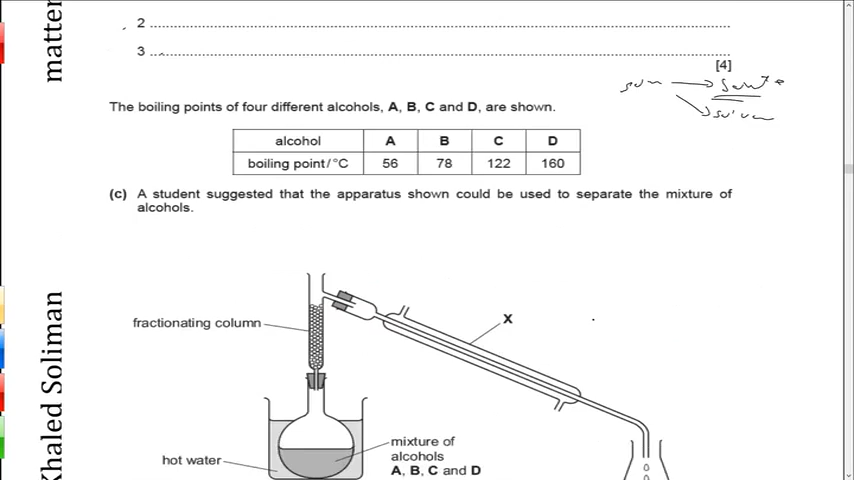 matter
2
3
[4]
The boiling points of four different alcohols, A, B, C and D, are shown.
alcohol A B C D
boiling point/°C 56 78 122 160
(c) A student suggested that the apparatus shown could be used to separate the mixture of
alcohols.
fractionating column
X
mixture of
alcohols
A, B, C and D
hot water
Khaled Soliman